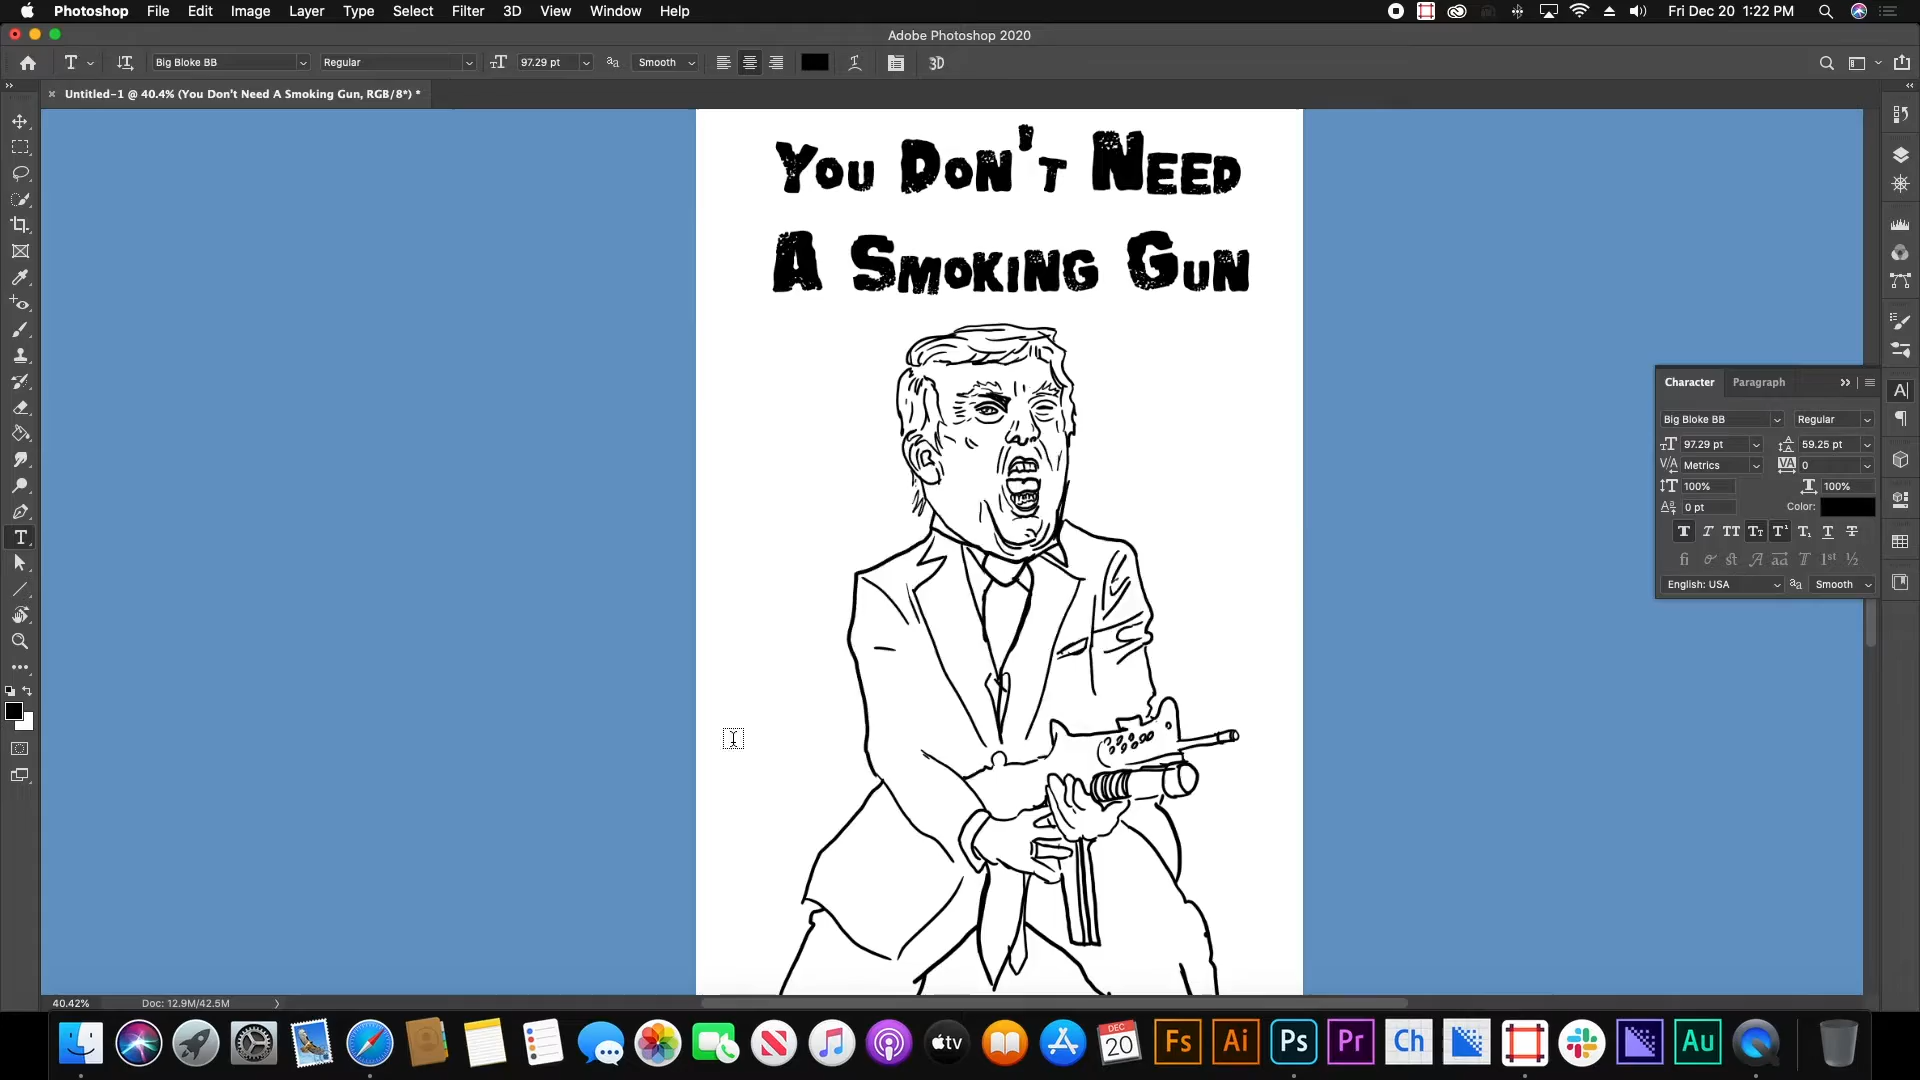 Photoshop File Edit Image Layer Type Select Filter 3D View Window Help Fri Dec 20 1:22 PM
Adobe Photoshop 2020
T Big Bloke BB Regular 97.29 pt Smooth 3D
Untitled-1 @ 40.4% (You Don't Need A Smoking Gun, RGB/8*) *
You Don't Need
A Smoking Gun
Character Paragraph
Big Bloke BB Regular
97.29 pt 59.25 pt
Metrics 0
100% 100%
0 pt Color:
English: USA Smooth
40.42% Doc: 12.9M/42.5M
DEC
20
tv
Fs Ai Ps Pr Ch Au